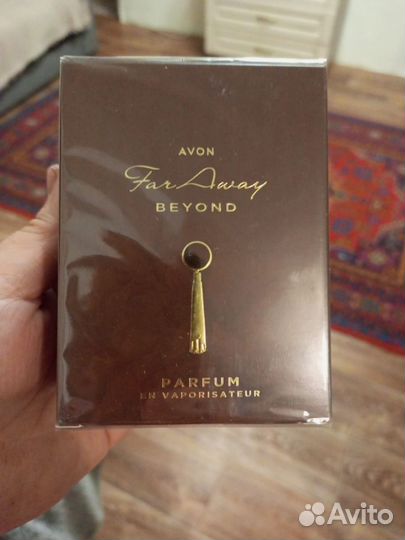 AVON
Far Away
BEYOND
PARFUM
EN VAPORISATEUR
Avito